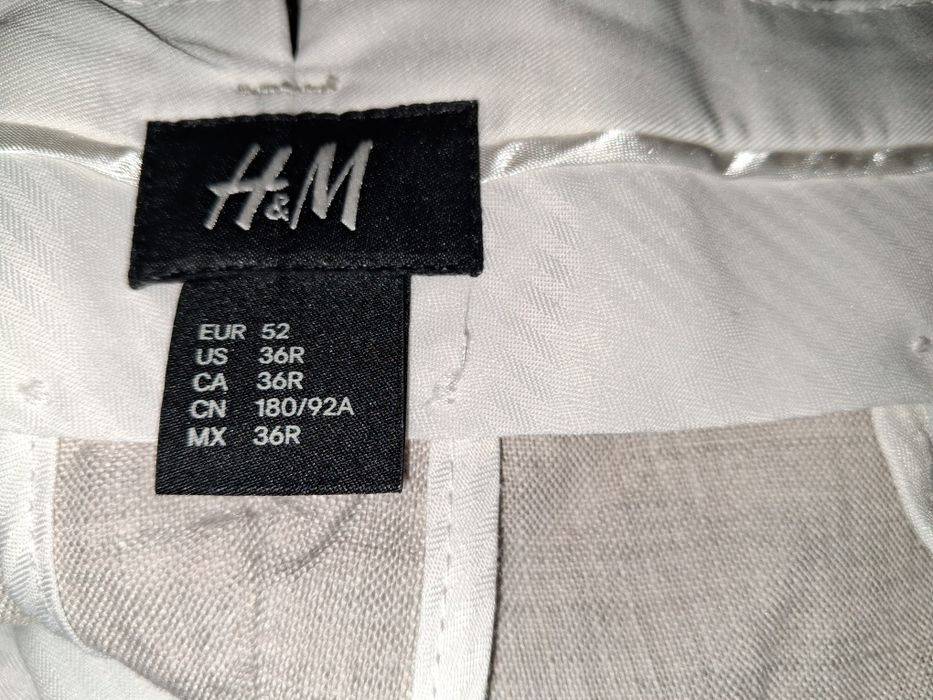 H&M
EUR 52
US 36R
CA 36R
CN 180/92A
MX 36R